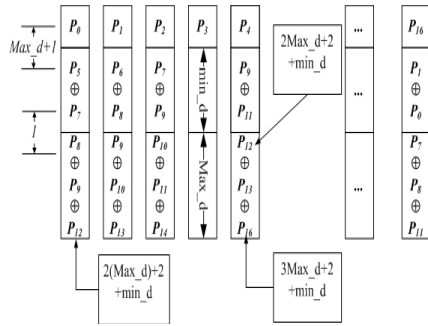 P0 P1 P2 P3 P4 ... P16
2Max_d+2
+min_d
Max_d+1
min_d
P5 P6 P7 P9 ... P1
⊕ ⊕ ⊕ ⊕ ⊕
P7 P8 P9 P11 P0
l
Max_d
P8 P9 P10 P12 ... P7
⊕ ⊕ ⊕ ⊕ ⊕
P9 P10 P11 P13 P8
⊕ ⊕ ⊕ ⊕ ⊕
P12 P13 P14 P16 P11
2(Max_d)+2
+min_d
3Max_d+2
+min_d